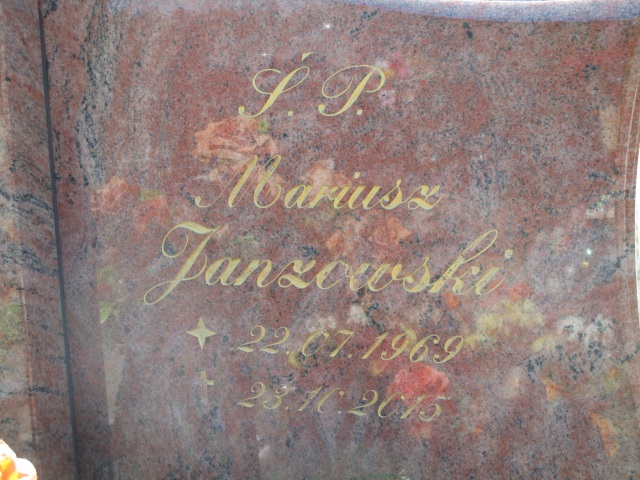 Ś. P.
Mariusz
Janzowski
22.07.1969
23.10.2015